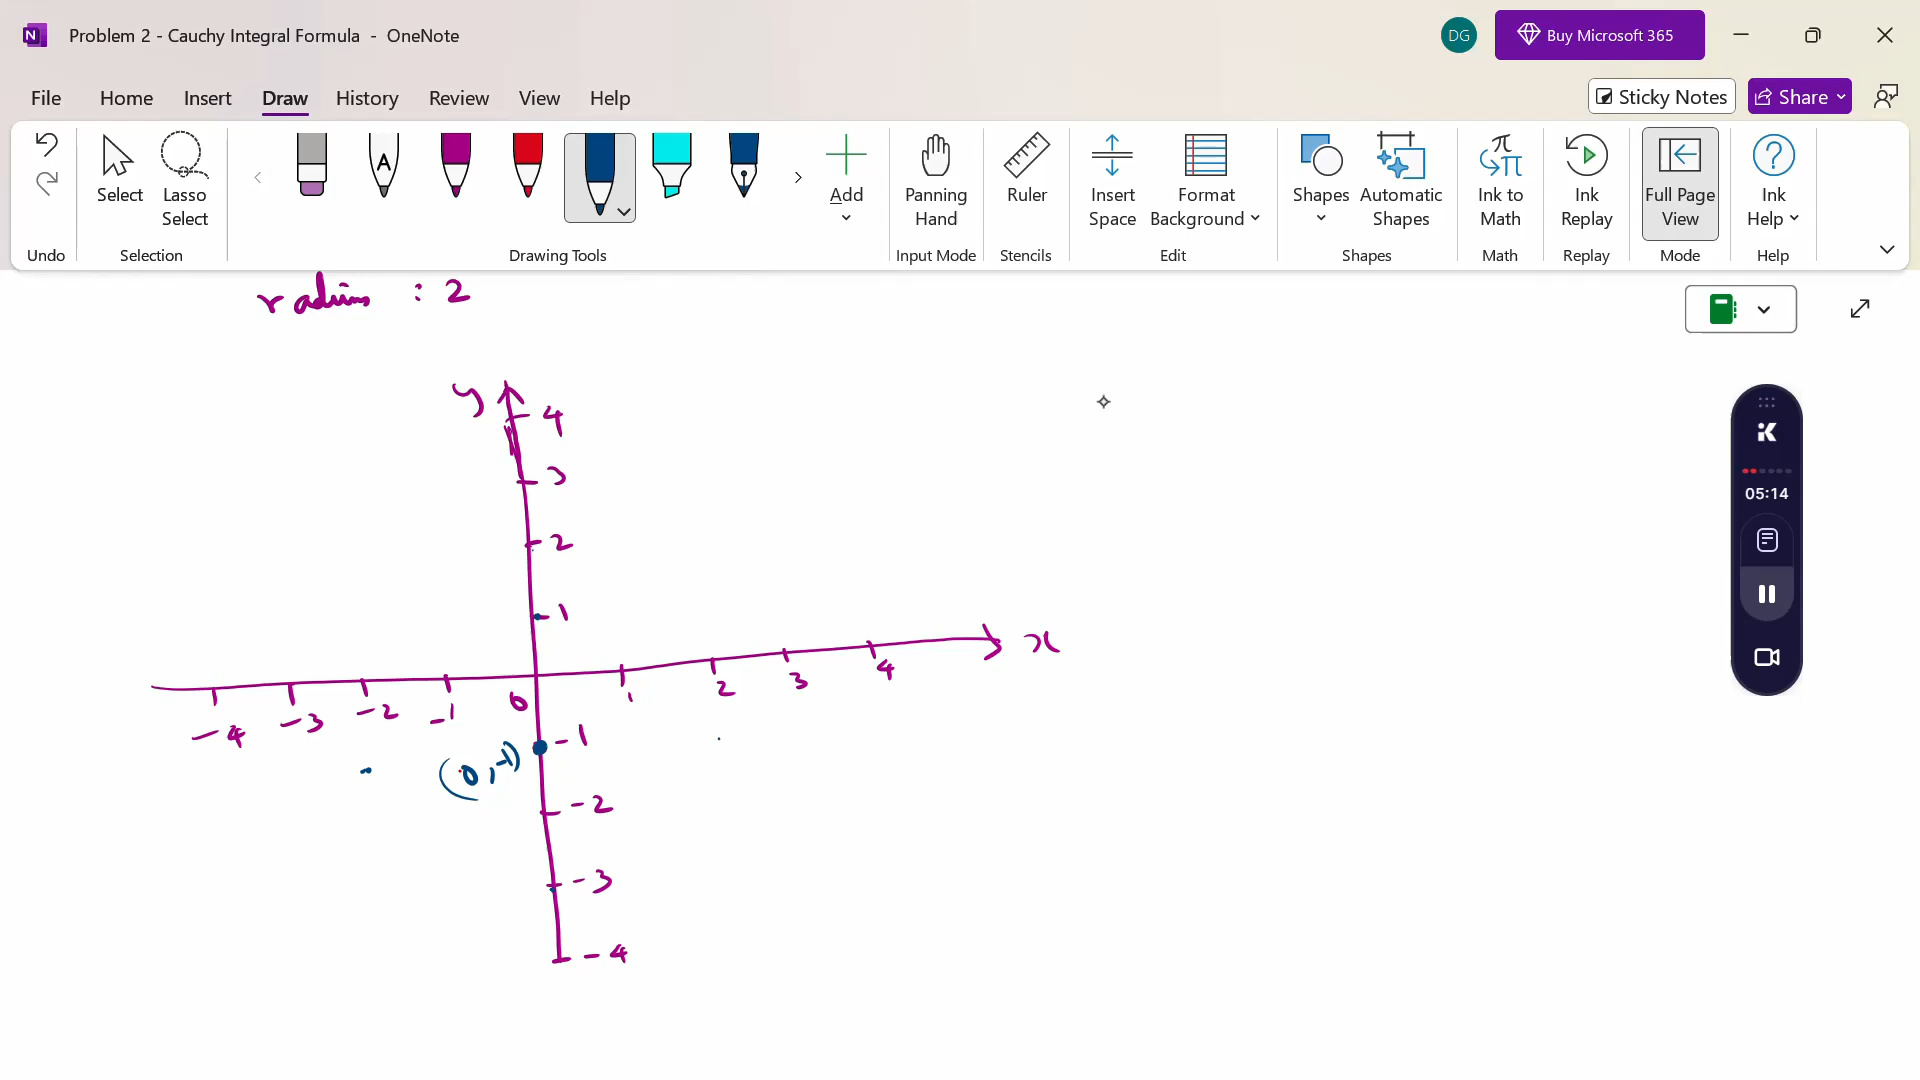 Problem 2 - Cauchy Integral Formula - OneNote
DG
Buy Microsoft 365
File Home Insert Draw History Review View Help
Sticky Notes
Share
Select
Lasso Select
A
Add
Panning Hand
Ruler
Insert Space
Format Background
Shapes
Automatic Shapes
Ink to Math
Ink Replay
Full Page View
Ink Help
Undo
Selection
Drawing Tools
Input Mode
Stencils
Edit
Shapes
Math
Replay
Mode
Help
radius : 2
y
4
3
2
1
x
-4 -3 -2 -1 0 1 2 3 4
-1
(0,-1)
-2
-3
-4
05:14